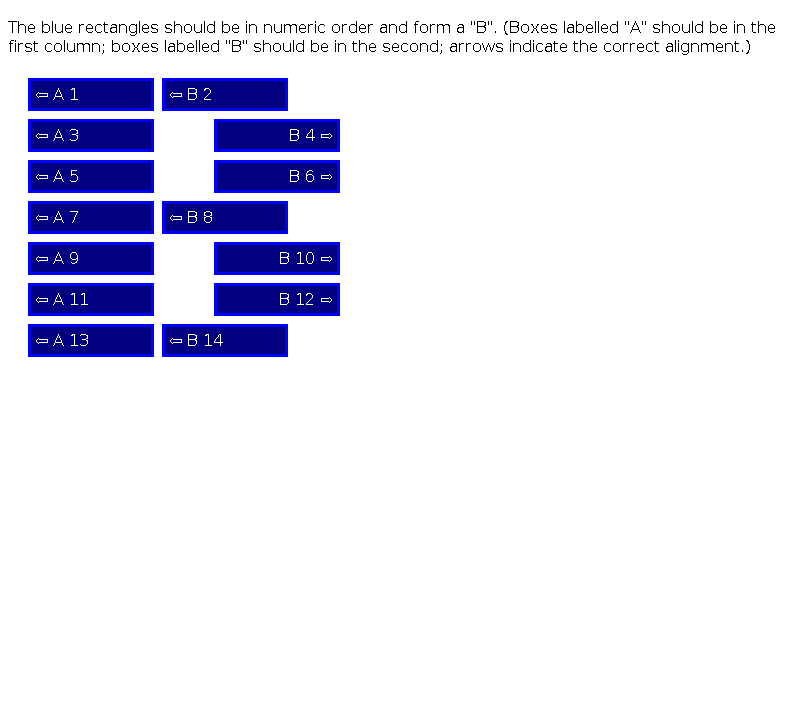 The blue rectangles should be in numeric order and form a "B". (Boxes labelled "A" should be in the
first column; boxes labelled "B" should be in the second; arrows indicate the correct alignment.)
⇦ A 1 ⇦ B 2
⇦ A 3 B 4 ⇨
⇦ A 5 B 6 ⇨
⇦ A 7 ⇦ B 8
⇦ A 9 B 10 ⇨
⇦ A 11 B 12 ⇨
⇦ A 13 ⇦ B 14